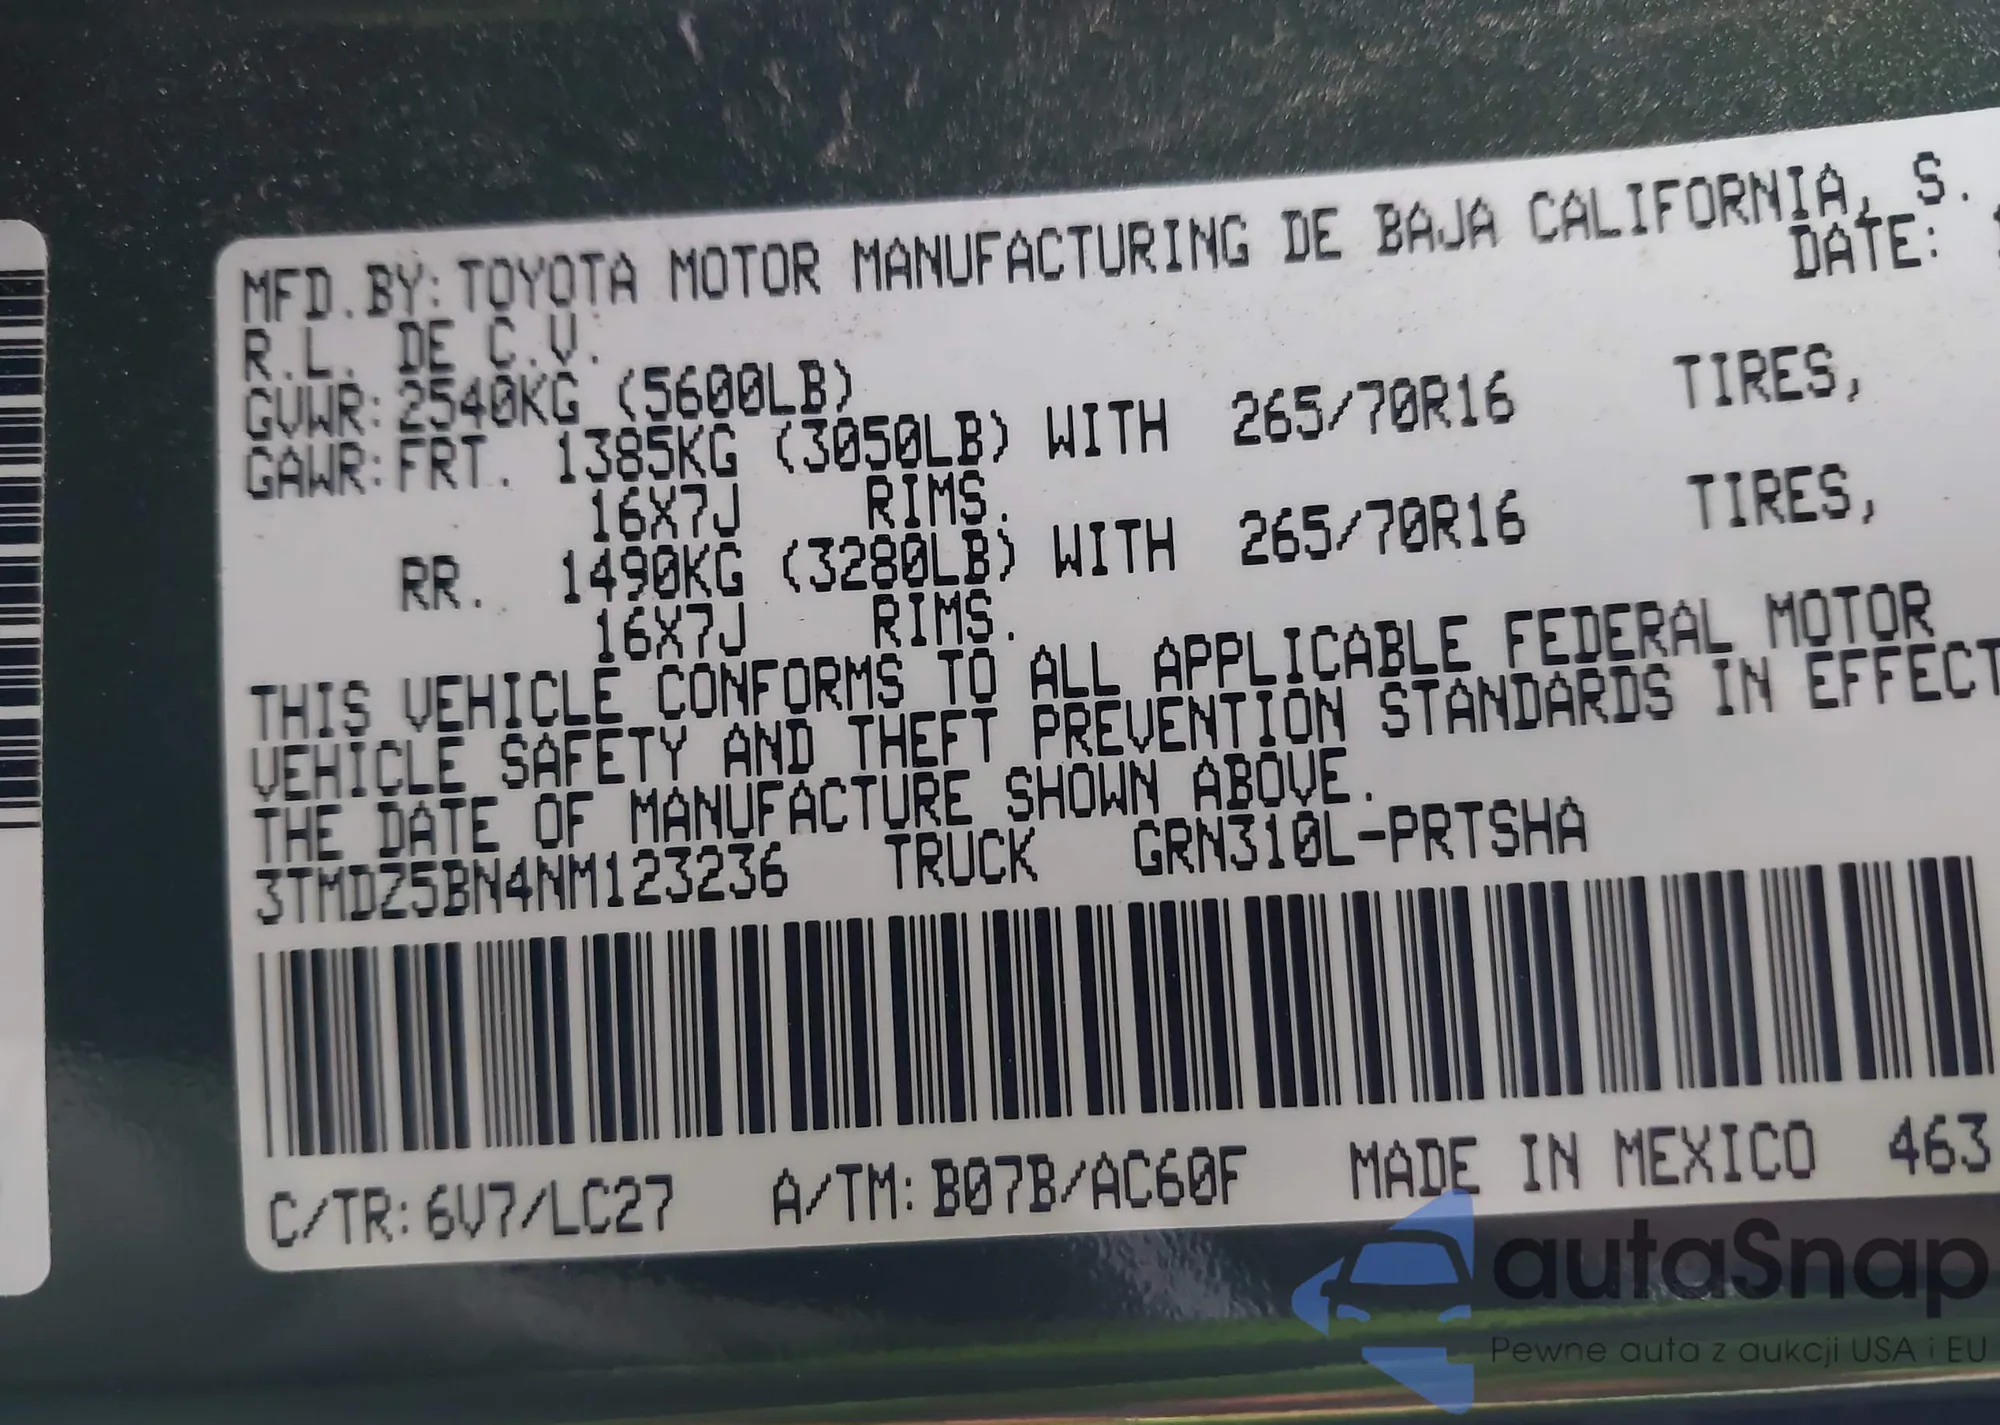 MFD.BY:TOYOTA MOTOR MANUFACTURING DE BAJA CALIFORNIA, S.
R.L. DE C.V. DATE:
GVWR:2540KG (5600LB)
GAWR:FRT. 1385KG (3050LB) WITH 265/70R16 TIRES,
16X7J RIMS.
RR. 1490KG (3280LB) WITH 265/70R16 TIRES,
16X7J RIMS.
THIS VEHICLE CONFORMS TO ALL APPLICABLE FEDERAL MOTOR
VEHICLE SAFETY AND THEFT PREVENTION STANDARDS IN EFFECT
THE DATE OF MANUFACTURE SHOWN ABOVE.
3TMDZ5BN4NM123236 TRUCK GRN310L-PRTSHA
C/TR:6V7/LC27 A/TM:B07B/AC60F MADE IN MEXICO 463
autaSnap
Pewne auta z aukcji USA i EU